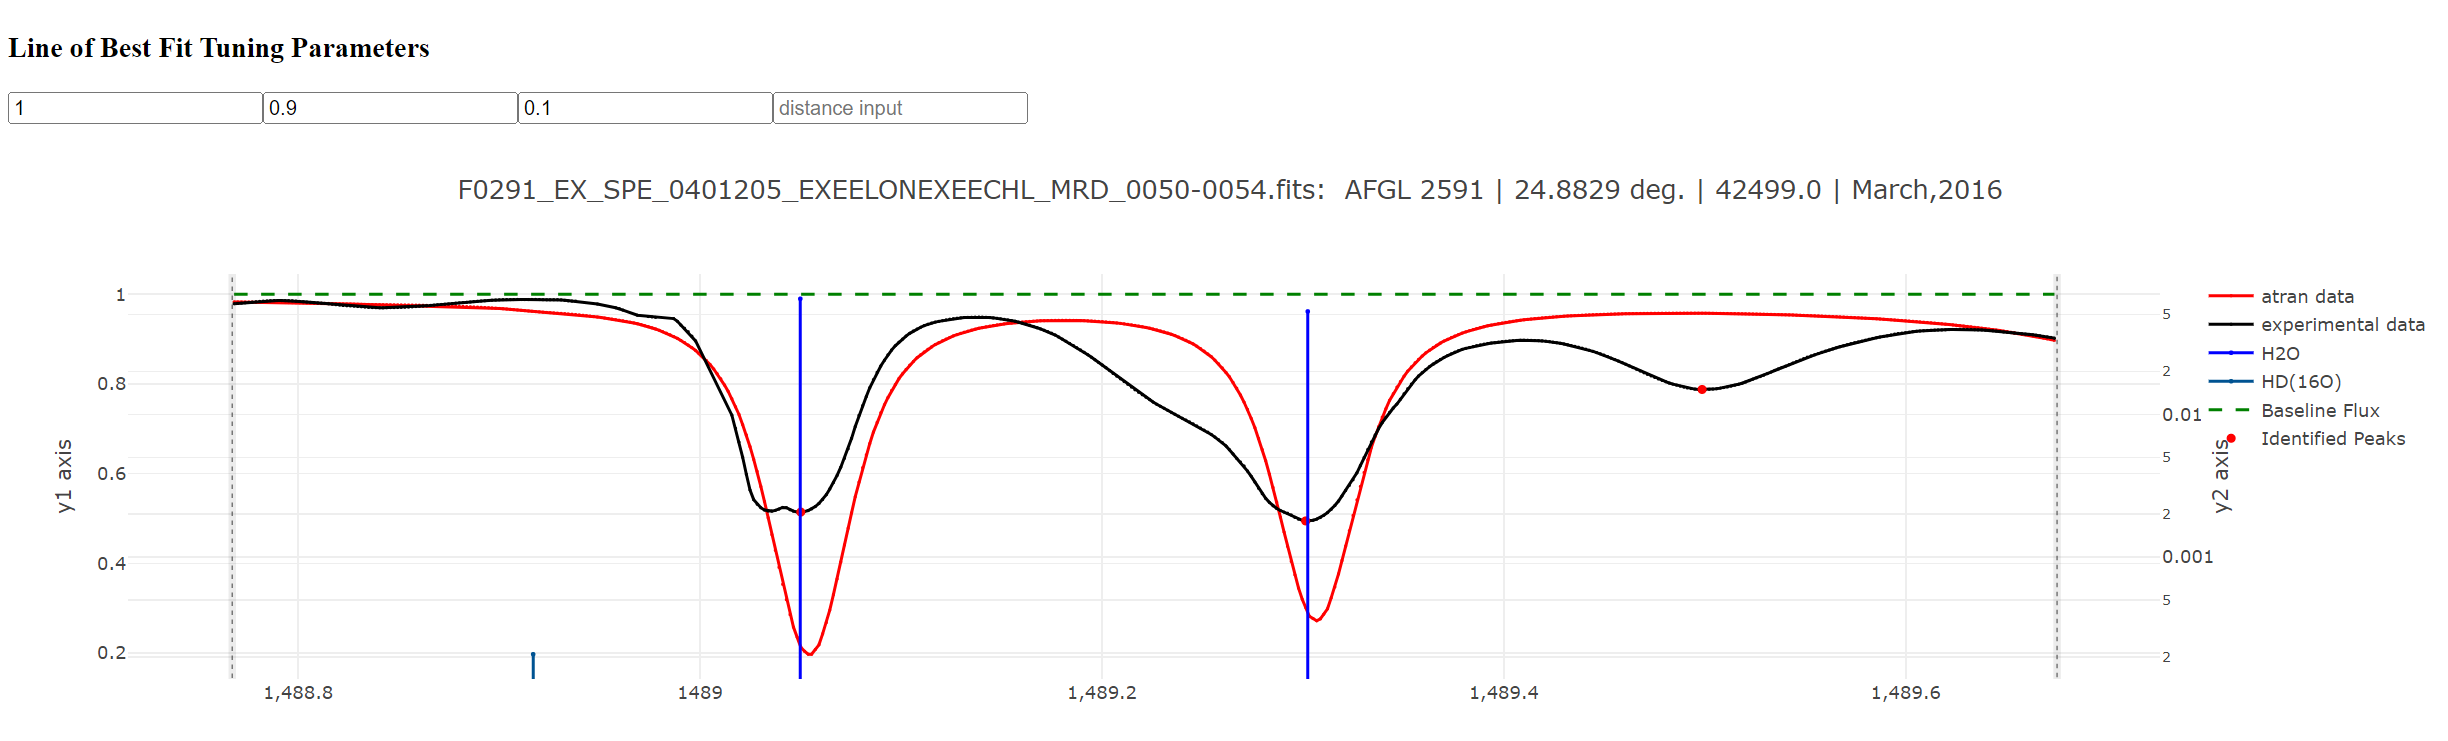 Line of Best Fit Tuning Parameters
1 0.9 0.1 distance input
F0291_EX_SPE_0401205_EXEELONEXEECHL_MRD_0050-0054.fits: AFGL 2591 | 24.8829 deg. | 42499.0 | March,2016
y1 axis
1
0.8
0.6
0.4
0.2
1,488.8 1489 1,489.2 1,489.4 1,489.6
5
2
0.01
5
2
0.001
5
2
y2 axis
atran data
experimental data
H2O
HD(16O)
Baseline Flux
Identified Peaks